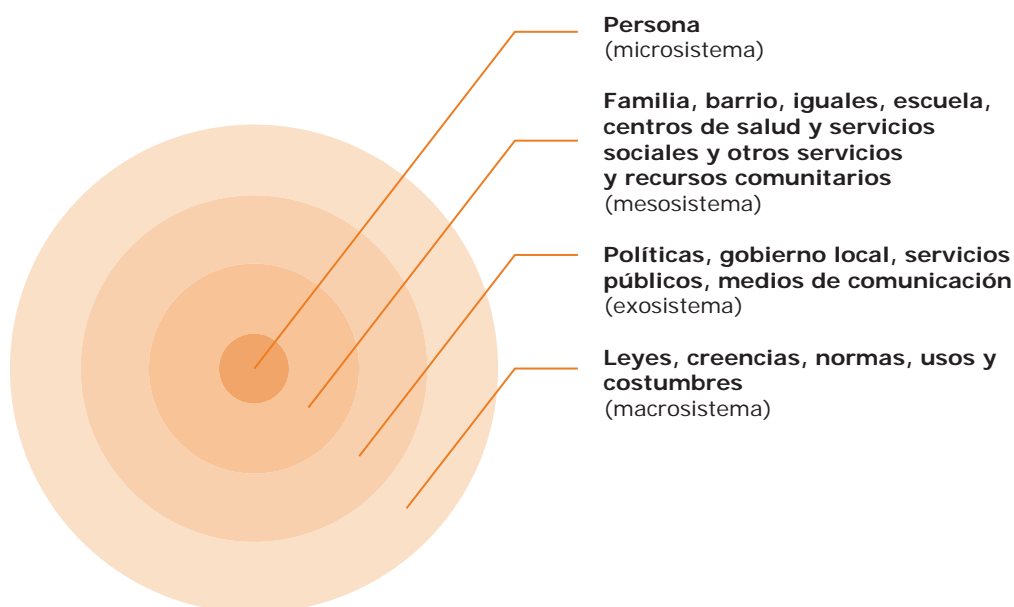 Persona
(microsistema)
Familia, barrio, iguales, escuela,
centros de salud y servicios
sociales y otros servicios
y recursos comunitarios
(mesosistema)
Políticas, gobierno local, servicios
públicos, medios de comunicación
(exosistema)
Leyes, creencias, normas, usos y
costumbres
(macrosistema)